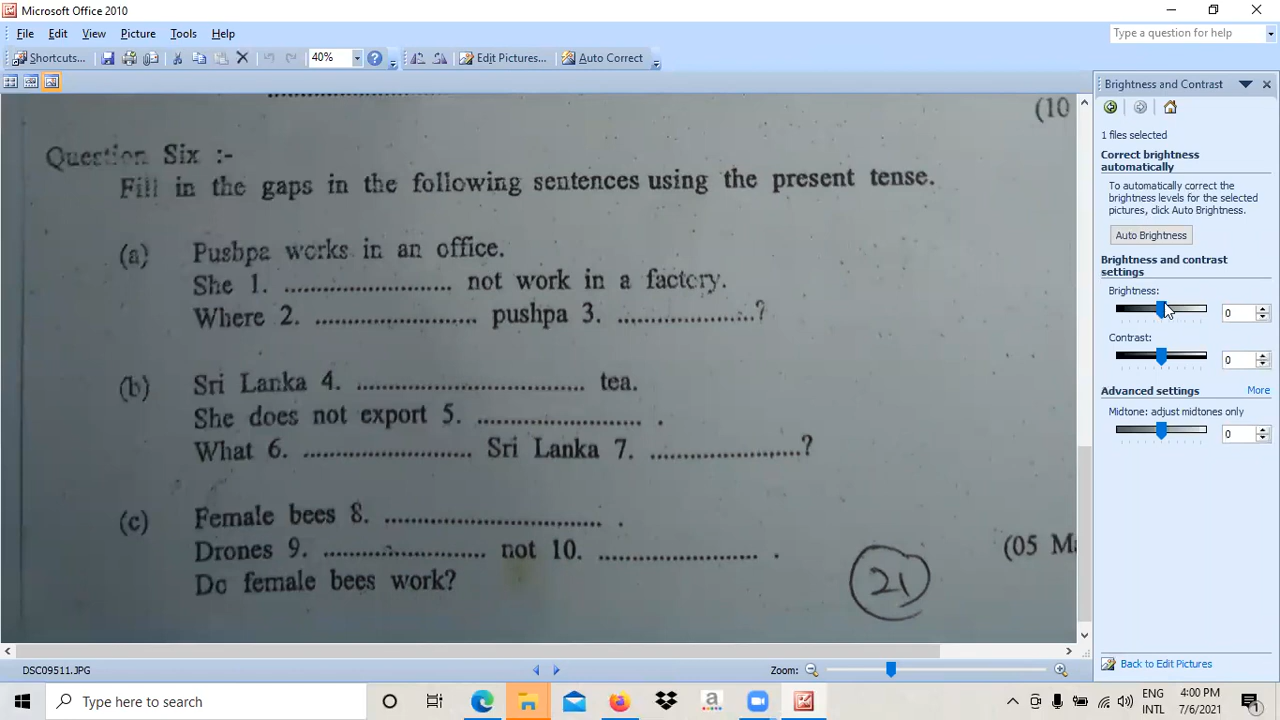 Microsoft Office 2010
File Edit View Picture Tools Help
Type a question for help
Shortcuts... 40% Edit Pictures... Auto Correct
Brightness and Contrast
1 files selected
Correct brightness
automatically
To automatically correct the
brightness levels for the selected
pictures, click Auto Brightness.
Auto Brightness
Brightness and contrast
settings
Brightness:
0
Contrast:
0
Advanced settings More
Midtone: adjust midtones only
0
Back to Edit Pictures
(10
Question Six :-
Fill in the gaps in the following sentences using the present tense.
(a) Pushpa works in an office.
She 1. .............................. not work in a factory.
Where 2. ........................... pushpa 3. ........................?
(b) Sri Lanka 4. ........................................ tea.
She does not export 5. ............................. .
What 6. ............................... Sri Lanka 7. ..........................?
(c) Female bees 8. ...................................... .
Drones 9. ............................ not 10. ............................ .
Do female bees work?
(05 Ma
21
DSC09511.JPG Zoom:
Type here to search
ENG
INTL
4:00 PM
7/6/2021